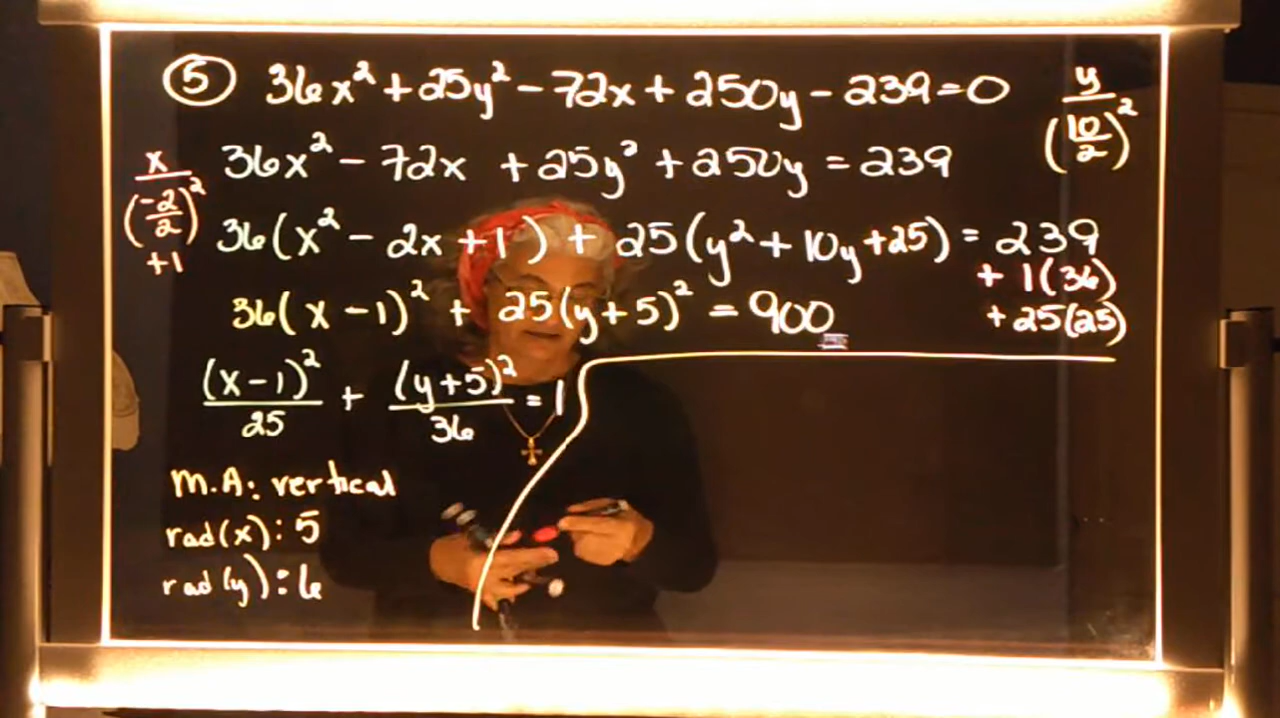 ⑤ 36x² + 25y² − 72x + 250y − 239 = 0
36x² − 72x + 25y² + 250y = 239
36(x² − 2x + 1) + 25(y² + 10y + 25) = 239
+ 1(36)
+ 25(25)
36(x − 1)² + 25(y + 5)² = 900
(x − 1)²/25 + (y + 5)²/36 = 1
M.A: vertical
rad(x): 5
rad(y): 6
x
(−2/2)²
+1
y
(10/2)²